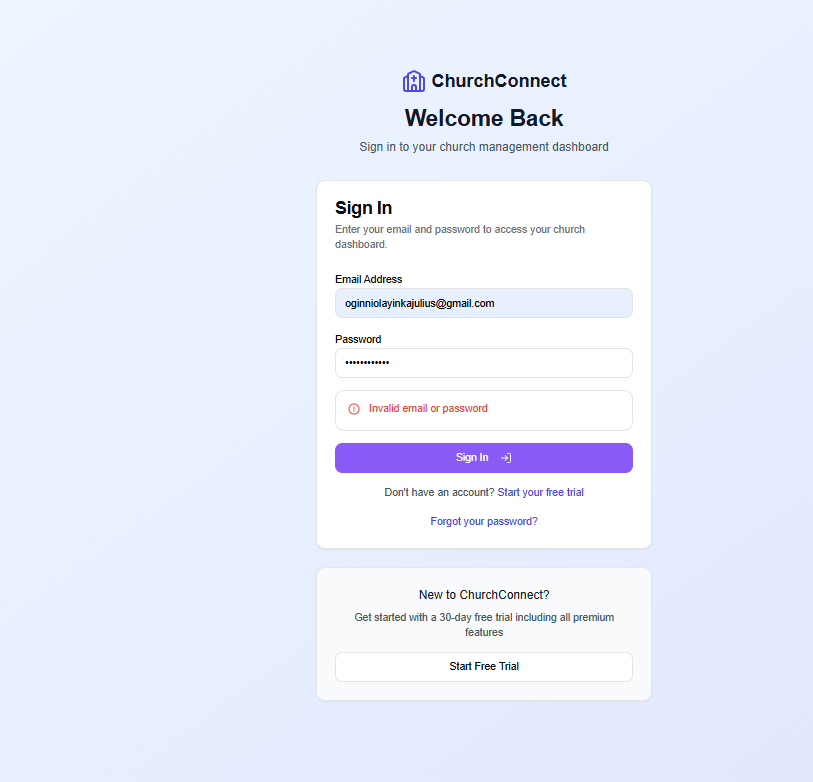 ChurchConnect
Welcome Back
Sign in to your church management dashboard
Sign In
Enter your email and password to access your church
dashboard.
Email Address
oginniolayinkajulius@gmail.com
Password
••••••••••••
Invalid email or password
Sign In
Don't have an account? Start your free trial
Forgot your password?
New to ChurchConnect?
Get started with a 30-day free trial including all premium
features
Start Free Trial